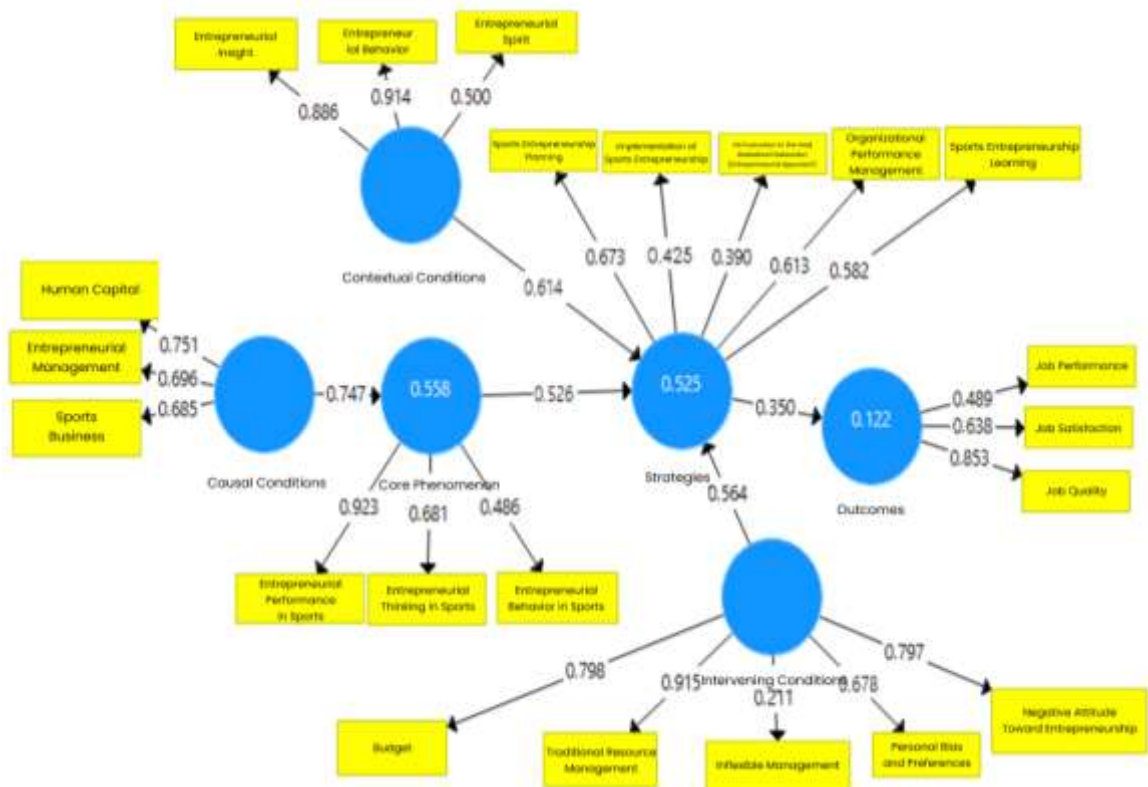 Entrepreneurial
Insight
Entrepreneur
ial Behavior
Entrepreneurial
Spirit
0.886
0.914
0.500
Contextual Conditions
0.614
Sports Entrepreneurship
Planning
Implementation of
Sports Entrepreneurship
Organizational
Performance
Management
Sports Entrepreneurship
Learning
0.673
0.425
0.390
0.613
0.582
Human Capital
Entrepreneurial
Management
Sports
Business
0.751
0.696
0.685
Causal Conditions
0.747
0.558
Core Phenomenon
0.526
0.525
Strategies
0.350
0.122
Outcomes
0.489
0.638
0.853
Job Performance
Job Satisfaction
Job Quality
0.923
0.681
0.486
Entrepreneurial
Performance
in Sports
Entrepreneurial
Thinking in Sports
Entrepreneurial
Behavior in Sports
0.564
Intervening Conditions
0.798
0.915
0.211
0.678
0.797
Budget
Traditional Resource
Management
Inflexible Management
Personal
and Preferences
Negative Attitude
Toward Entrepreneurship